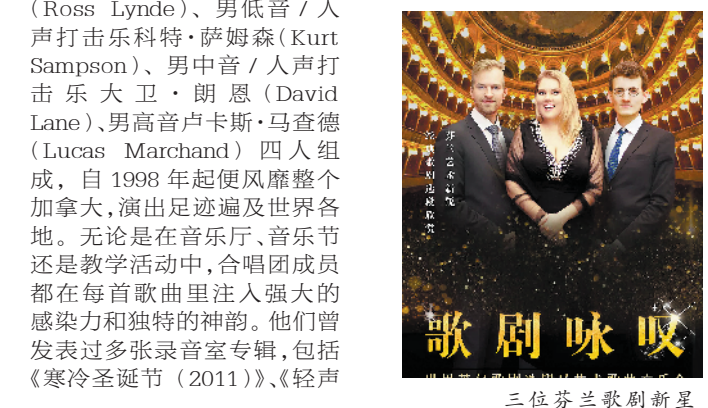 (Ross Lynde)、男低音 / 人
声打击乐科特·萨姆森(Kurt
Sampson)、男中音 / 人声打
击乐大卫·朗恩(David
Lane)、男高音卢卡斯·马查德
(Lucas Marchand)四人组
成，自 1998 年起便风靡整个
加拿大,演出足迹遍及世界各
地。无论是在音乐厅、音乐节
还是教学活动中,合唱团成员
都在每首歌曲里注入强大的
感染力和独特的神韵。他们曾
发表过多张录音室专辑,包括
《寒冷圣诞节（2011）》、《轻声
歌剧咏叹
三位芬兰歌剧新星